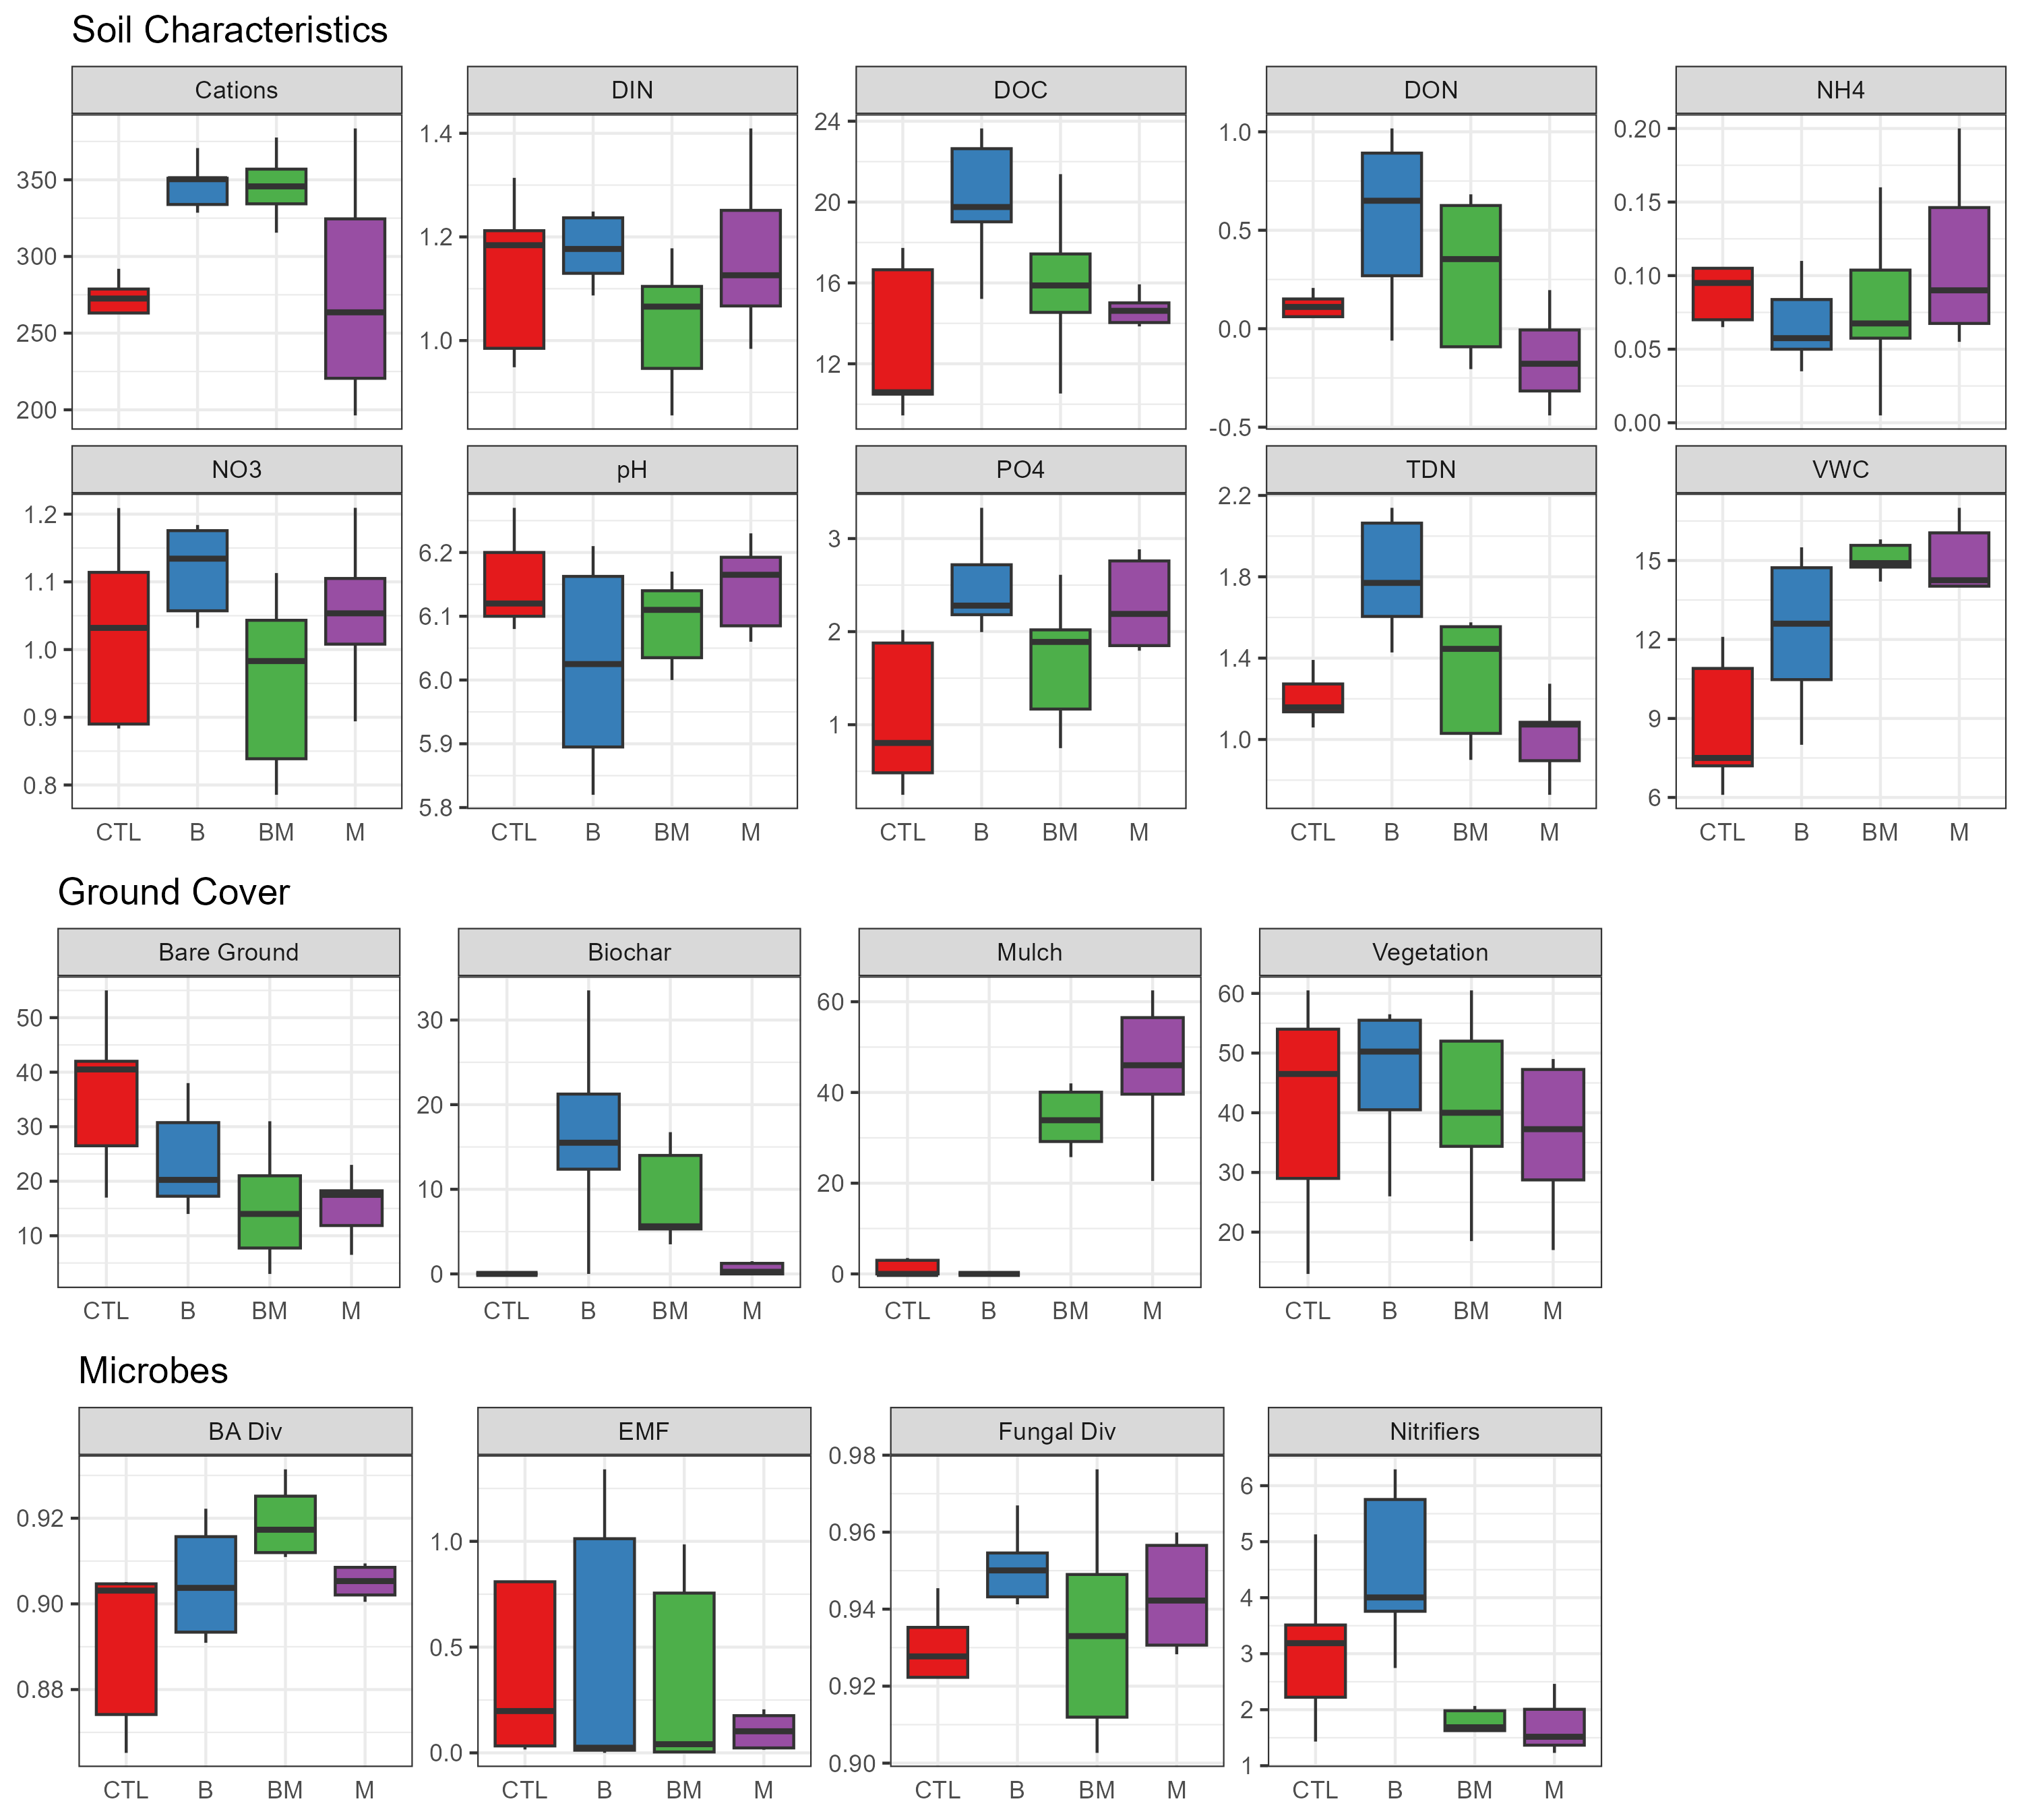 Soil Characteristics
Cations DIN DOC DON NH4
350 300 250 200
1.4 1.2 1.0
24 20 16 12
1.0 0.5 0.0 -0.5
0.20 0.15 0.10 0.05 0.00
NO3 pH PO4 TDN VWC
1.2 1.1 1.0 0.9 0.8
6.2 6.1 6.0 5.9 5.8
3 2 1
2.2 1.8 1.4 1.0
15 12 9 6
CTL B BM M CTL B BM M CTL B BM M CTL B BM M CTL B BM M
Ground Cover
Bare Ground Biochar Mulch Vegetation
50 40 30 20 10
30 20 10 0
60 40 20 0
60 50 40 30 20
CTL B BM M CTL B BM M CTL B BM M CTL B BM M
Microbes
BA Div EMF Fungal Div Nitrifiers
0.92 0.90 0.88
1.0 0.5 0.0
0.98 0.96 0.94 0.92 0.90
6 5 4 3 2 1
CTL B BM M CTL B BM M CTL B BM M CTL B BM M